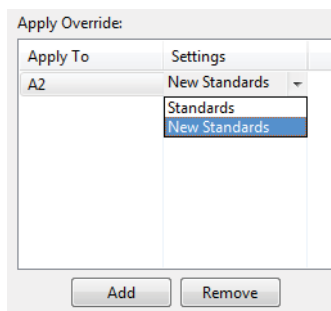 Apply Override:
Apply To Settings
A2 New Standards
Standards
New Standards
Add Remove